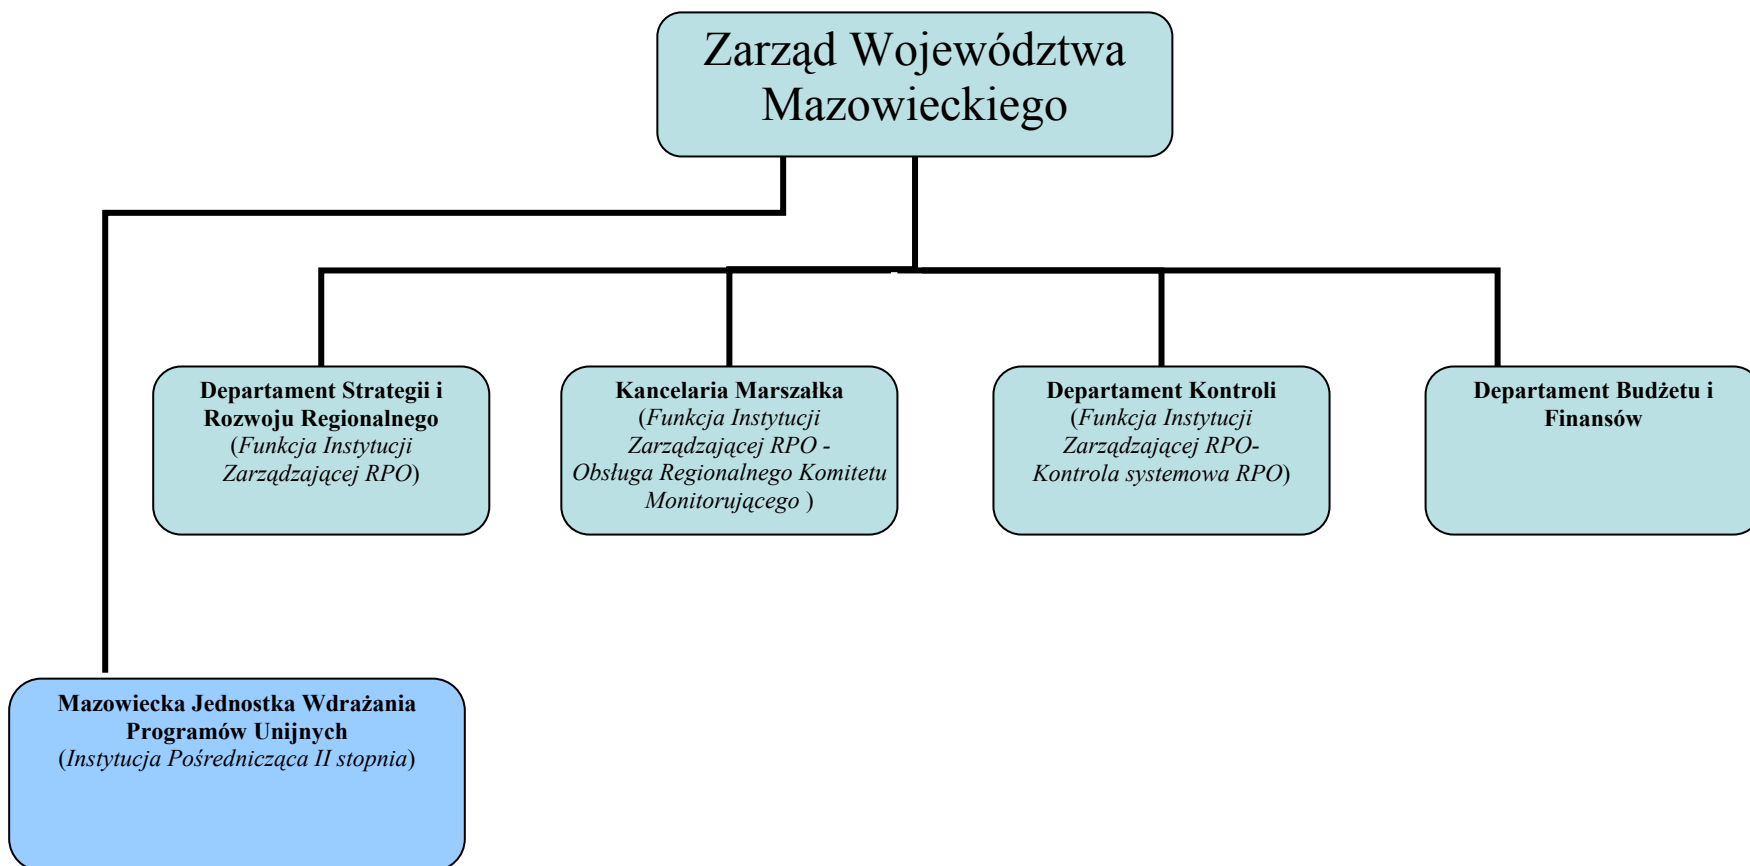 Zarząd Województwa
Mazowieckiego
Departament Strategii i
Rozwoju Regionalnego
(Funkcja Instytucji
Zarządzającej RPO)
Kancelaria Marszałka
(Funkcja Instytucji
Zarządzającej RPO -
Obsługa Regionalnego Komitetu
Monitorującego )
Departament Kontroli
(Funkcja Instytucji
Zarządzającej RPO-
Kontrola systemowa RPO)
Departament Budżetu i
Finansów
Mazowiecka Jednostka Wdrażania
Programów Unijnych
(Instytucja Pośrednicząca II stopnia)